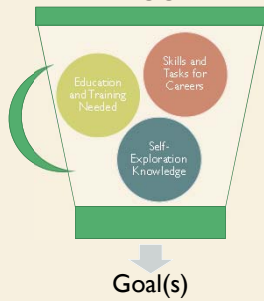 Skills and
Tasks for
Careers
Education
and Training
Needed
Self-
Exploration
Knowledge
Goal(s)